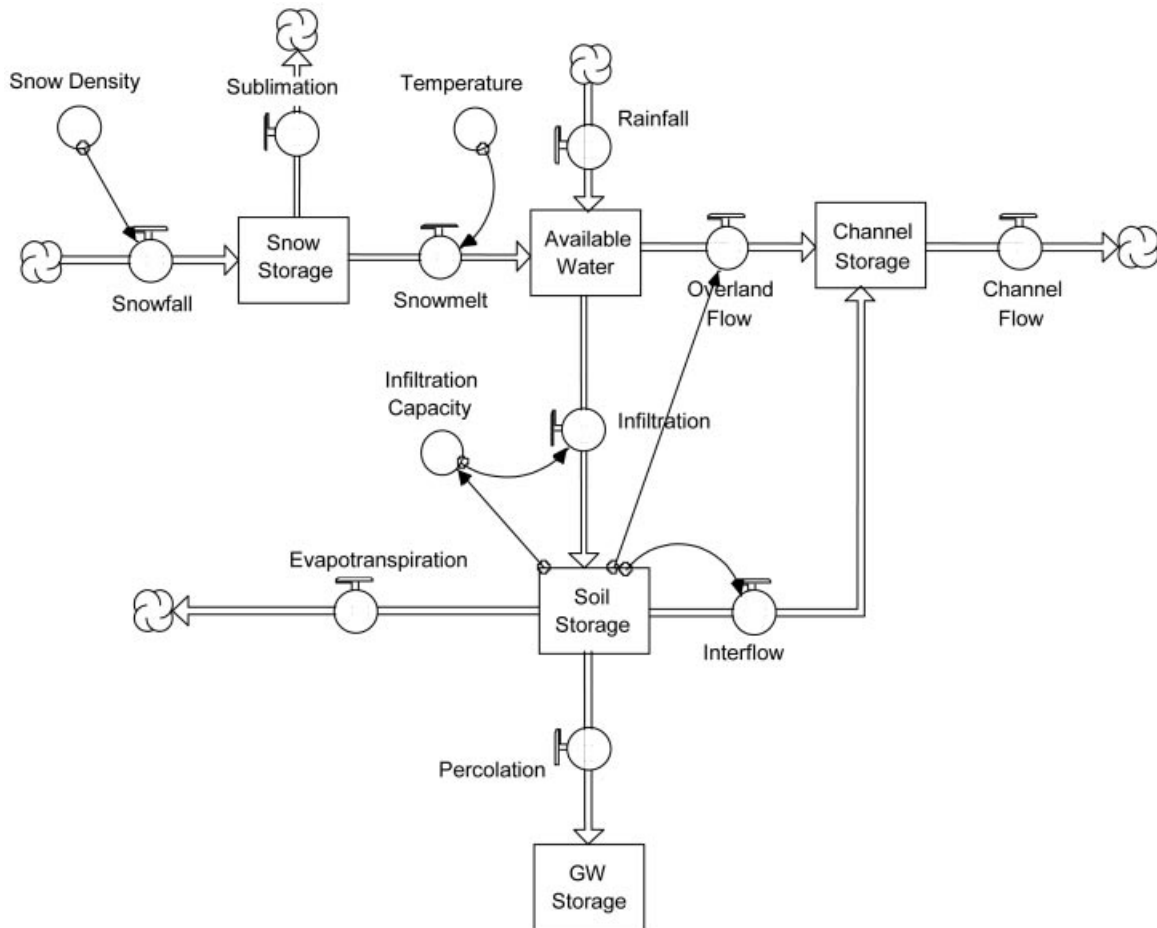 Snow Density
Sublimation
Temperature
Rainfall
Snow
Storage
Available
Water
Channel
Storage
Snowfall
Snowmelt
Overland
Flow
Channel
Flow
Infiltration
Capacity
Infiltration
Evapotranspiration
Soil
Storage
Interflow
Percolation
GW
Storage